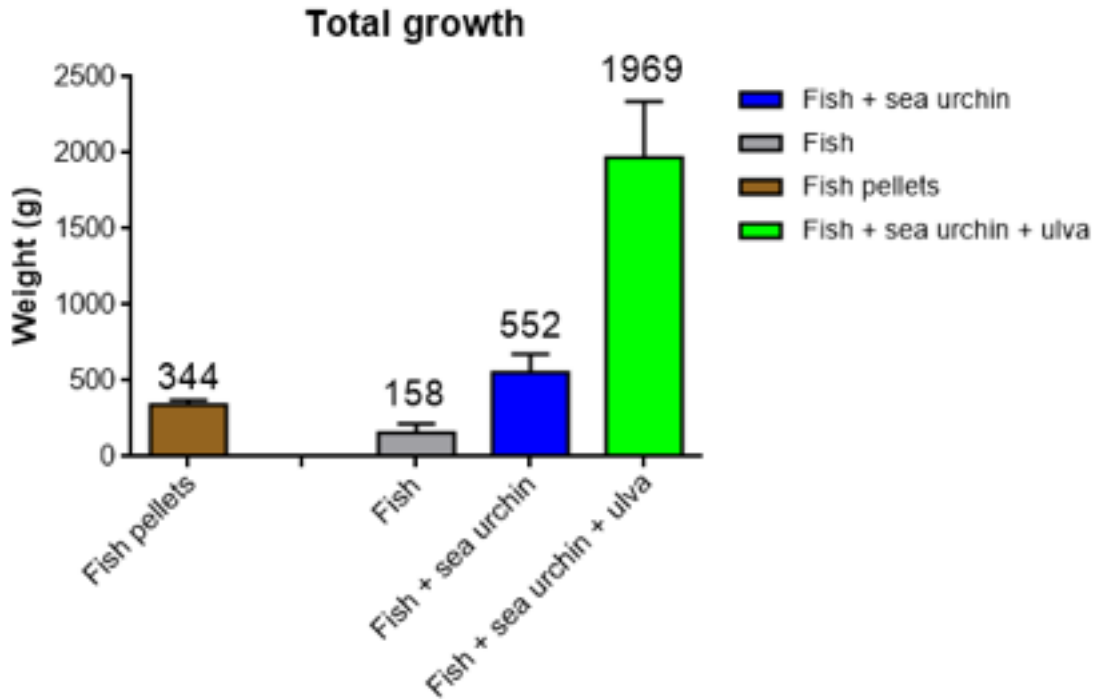 Total growth
Weight (g)
2500
2000
1500
1000
500
0
344
158
552
1969
Fish pellets
Fish
Fish + sea urchin
Fish + sea urchin + ulva
Fish + sea urchin
Fish
Fish pellets
Fish + sea urchin + ulva